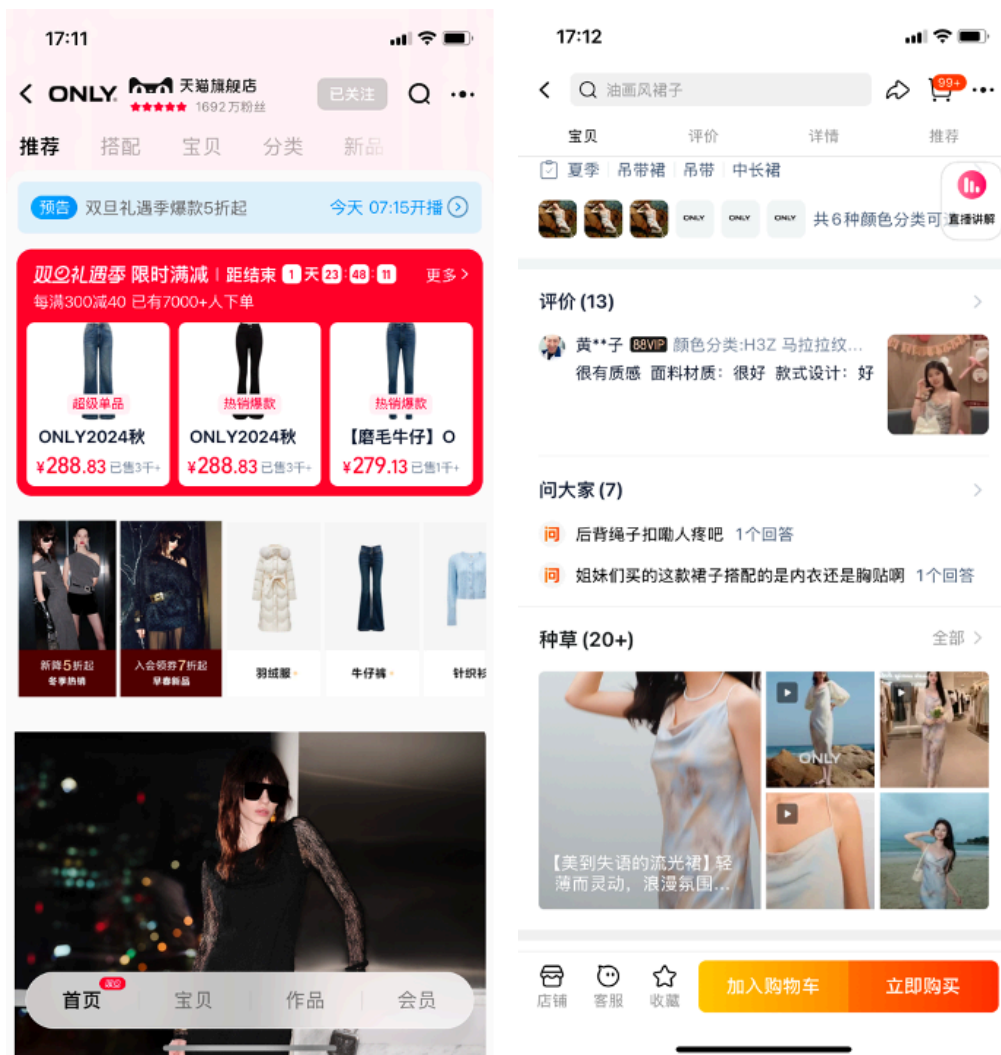 17:11
ONLY
天猫旗舰店
1692万粉丝
已关注
推荐 搭配 宝贝 分类 新品
预告 双旦礼遇季爆款5折起 今天 07:15开播
双旦礼遇季 限时满减 距结束 1 天 23:48:11 更多
每满300减40 已有7000+人下单
超级单品 热销爆款 热销爆款
ONLY2024秋 ONLY2024秋 【磨毛牛仔】O
¥288.83 已售3千+ ¥288.83 已售3千+ ¥279.13 已售1千+
新降5折起 入会领券7折起
冬季热销 早春新品 羽绒服 牛仔裤 针织衫
首页 宝贝 作品 会员
17:12
油画风裙子
99+
宝贝 评价 详情 推荐
夏季 吊带裙 吊带 中长裙
ONLY ONLY ONLY 共6种颜色分类可
直播讲解
评价 (13)
黄**子 88VIP 颜色分类:H3Z 马拉拉纹...
很有质感 面料材质：很好 款式设计：好
问大家 (7)
问 后背绳子扣嘞人疼吧 1个回答
问 姐妹们买的这款裙子搭配的是内衣还是胸贴啊 1个回答
种草 (20+) 全部
ONLY
【美到失语的流光裙】轻
薄而灵动，浪漫氛围...
店铺 客服 收藏 加入购物车 立即购买